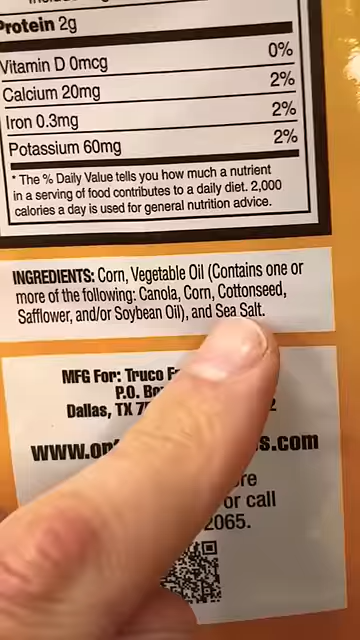 Protein 2g
Vitamin D 0mcg 0%
Calcium 20mg 2%
Iron 0.3mg 2%
Potassium 60mg 2%
* The % Daily Value tells you how much a nutrient
in a serving of food contributes to a daily diet. 2,000
calories a day is used for general nutrition advice.
INGREDIENTS: Corn, Vegetable Oil (Contains one or
more of the following: Canola, Corn, Cottonseed,
Safflower, and/or Soybean Oil), and Sea Salt.
MFG For: Truco
P.O.
Dallas, TX
www.on s.com
or call
2065.